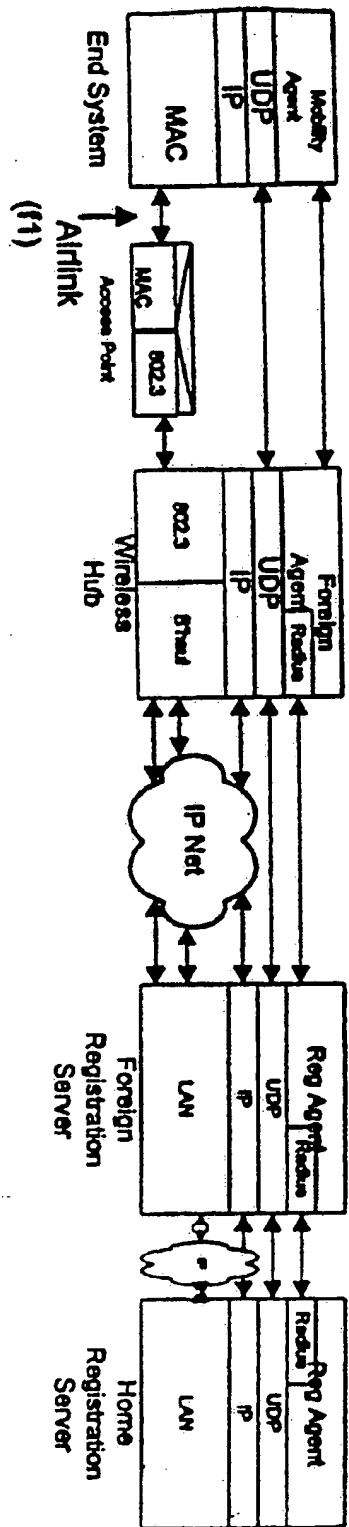 Mobility
Agent
UDP
IP
MAC
End System
Airlink
(f1)
MAC
802.3
Access Point
Foreign
Agent
Radius
UDP
IP
802.3
B'haul
Wireless
Hub
IP Net
Reg Agent
Radius
UDP
IP
LAN
Foreign
Registration
Server
IP
Reg Agent
Radius
UDP
IP
LAN
Home
Registration
Server